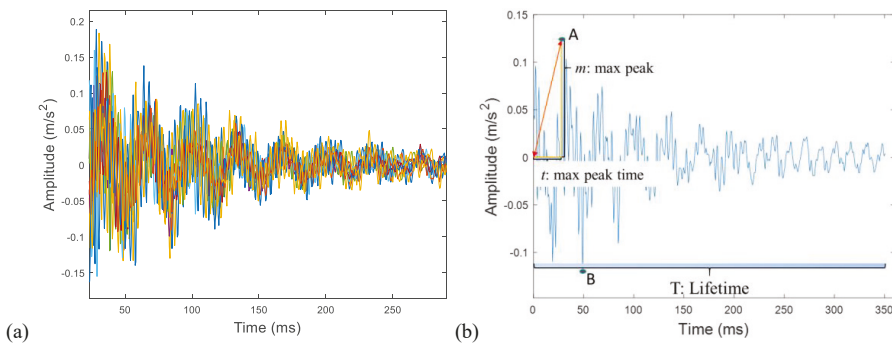 0.2
0.15
0.1
0.05
0
-0.05
-0.1
-0.15
Amplitude (m/s²)
50
100
150
200
250
Time (ms)
(a)
0.15
0.1
0.05
0
-0.05
-0.1
Amplitude (m/s²)
A
m: max peak
t: max peak time
B
T: Lifetime
0
50
100
150
200
250
300
350
Time (ms)
(b)